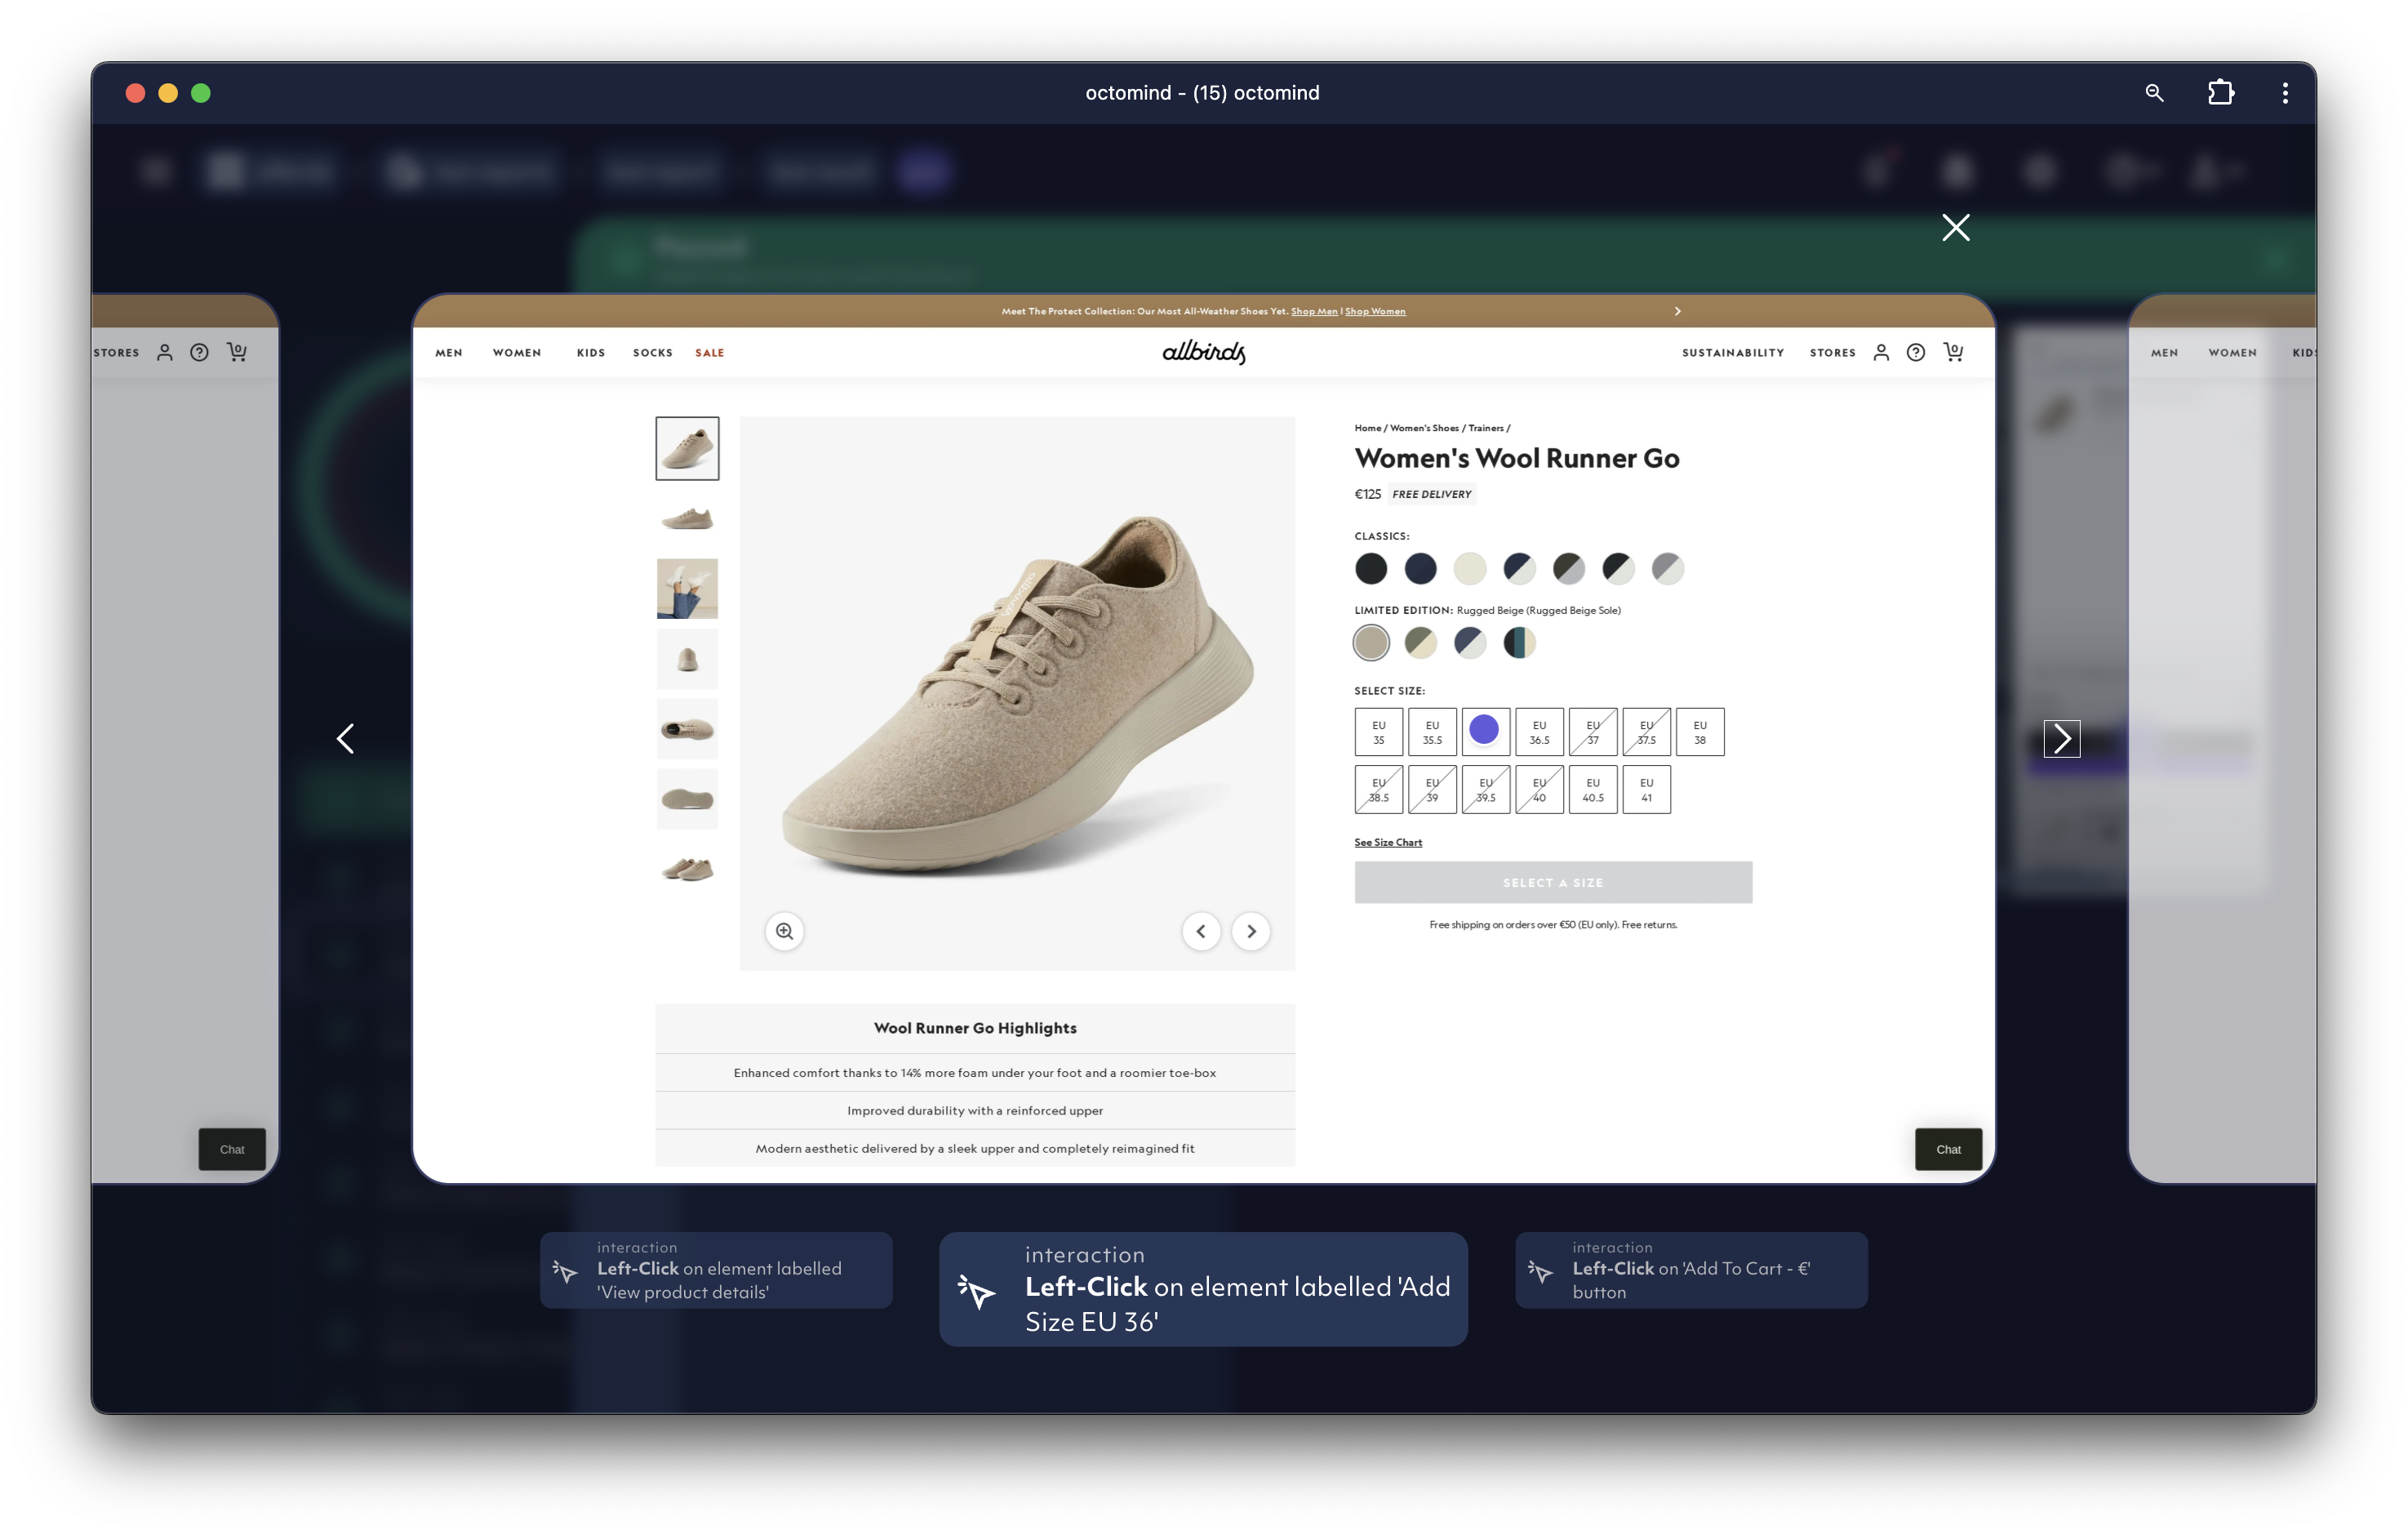 octomind - (15) octomind
Meet The Protect Collection: Our Most All-Weather Shoes Yet. Shop Men | Shop Women
STORES
0
MEN
WOMEN
KIDS
SOCKS
SALE
allbirds
SUSTAINABILITY
STORES
0
MEN
WOMEN
Home / Women's Shoes / Trainers /
Women's Wool Runner Go
€125 FREE DELIVERY
CLASSICS:
LIMITED EDITION: Rugged Beige (Rugged Beige Sole)
SELECT SIZE:
EU
35
EU
35.5
EU
36.5
EU
37
EU
37.5
EU
38
EU
38.5
EU
39
EU
39.5
EU
40
EU
40.5
EU
41
See Size Chart
SELECT A SIZE
Free shipping on orders over €50 (EU only). Free returns.
Wool Runner Go Highlights
Enhanced comfort thanks to 14% more foam under your foot and a roomier toe-box
Improved durability with a reinforced upper
Modern aesthetic delivered by a sleek upper and completely reimagined fit
Chat
Chat
interaction
Left-Click on element labelled
'View product details'
interaction
Left-Click on element labelled 'Add
Size EU 36'
interaction
Left-Click on 'Add To Cart - €'
button